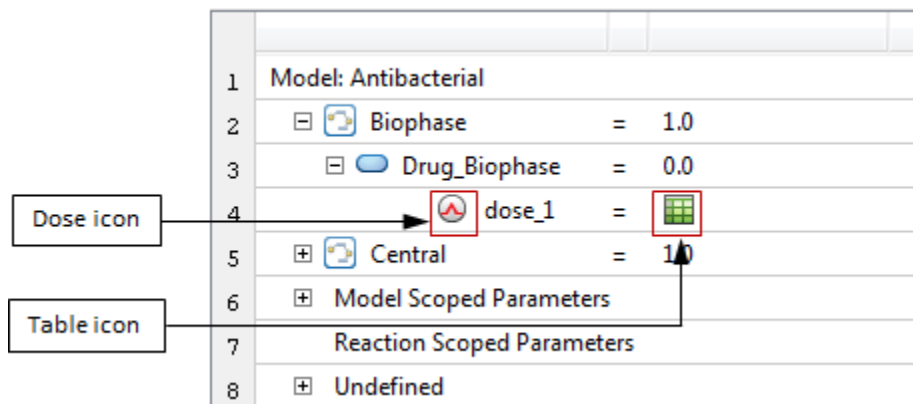 1 Model: Antibacterial
2 Biophase = 1.0
3 Drug_Biophase = 0.0
Dose icon
4 dose_1 =
5 Central = 1.0
Table icon
6 Model Scoped Parameters
7 Reaction Scoped Parameters
8 Undefined